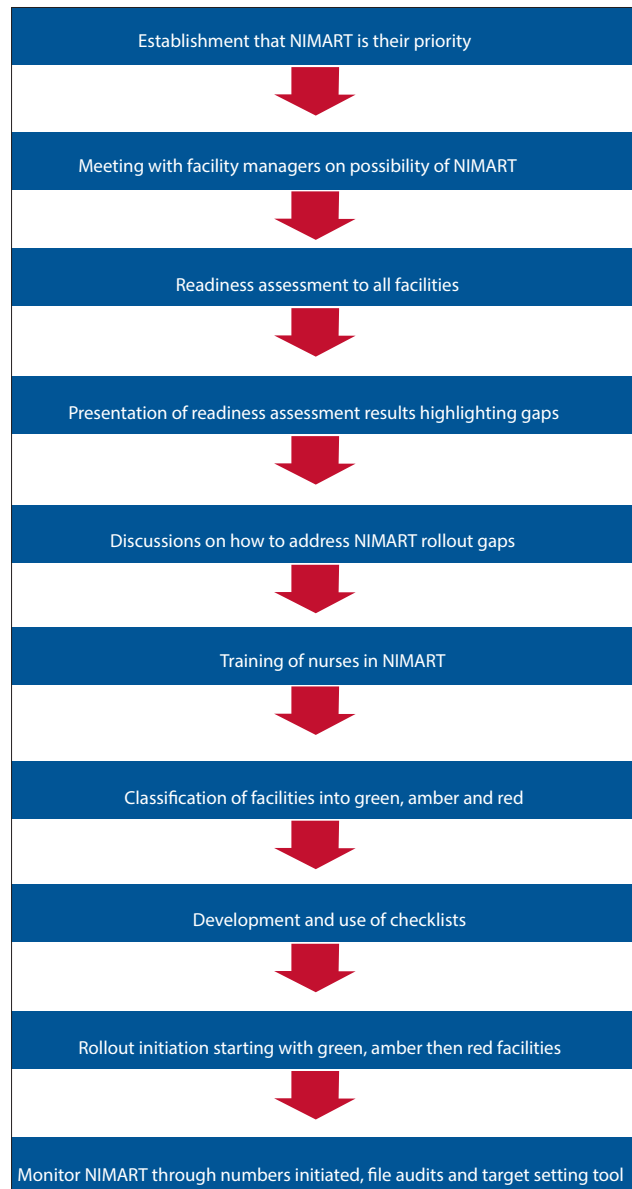 Establishment that NIMART is their priority
Meeting with facility managers on possibility of NIMART
Readiness assessment to all facilities
Presentation of readiness assessment results highlighting gaps
Discussions on how to address NIMART rollout gaps
Training of nurses in NIMART
Classification of facilities into green, amber and red
Development and use of checklists
Rollout initiation starting with green, amber then red facilities
Monitor NIMART through numbers initiated, file audits and target setting tool